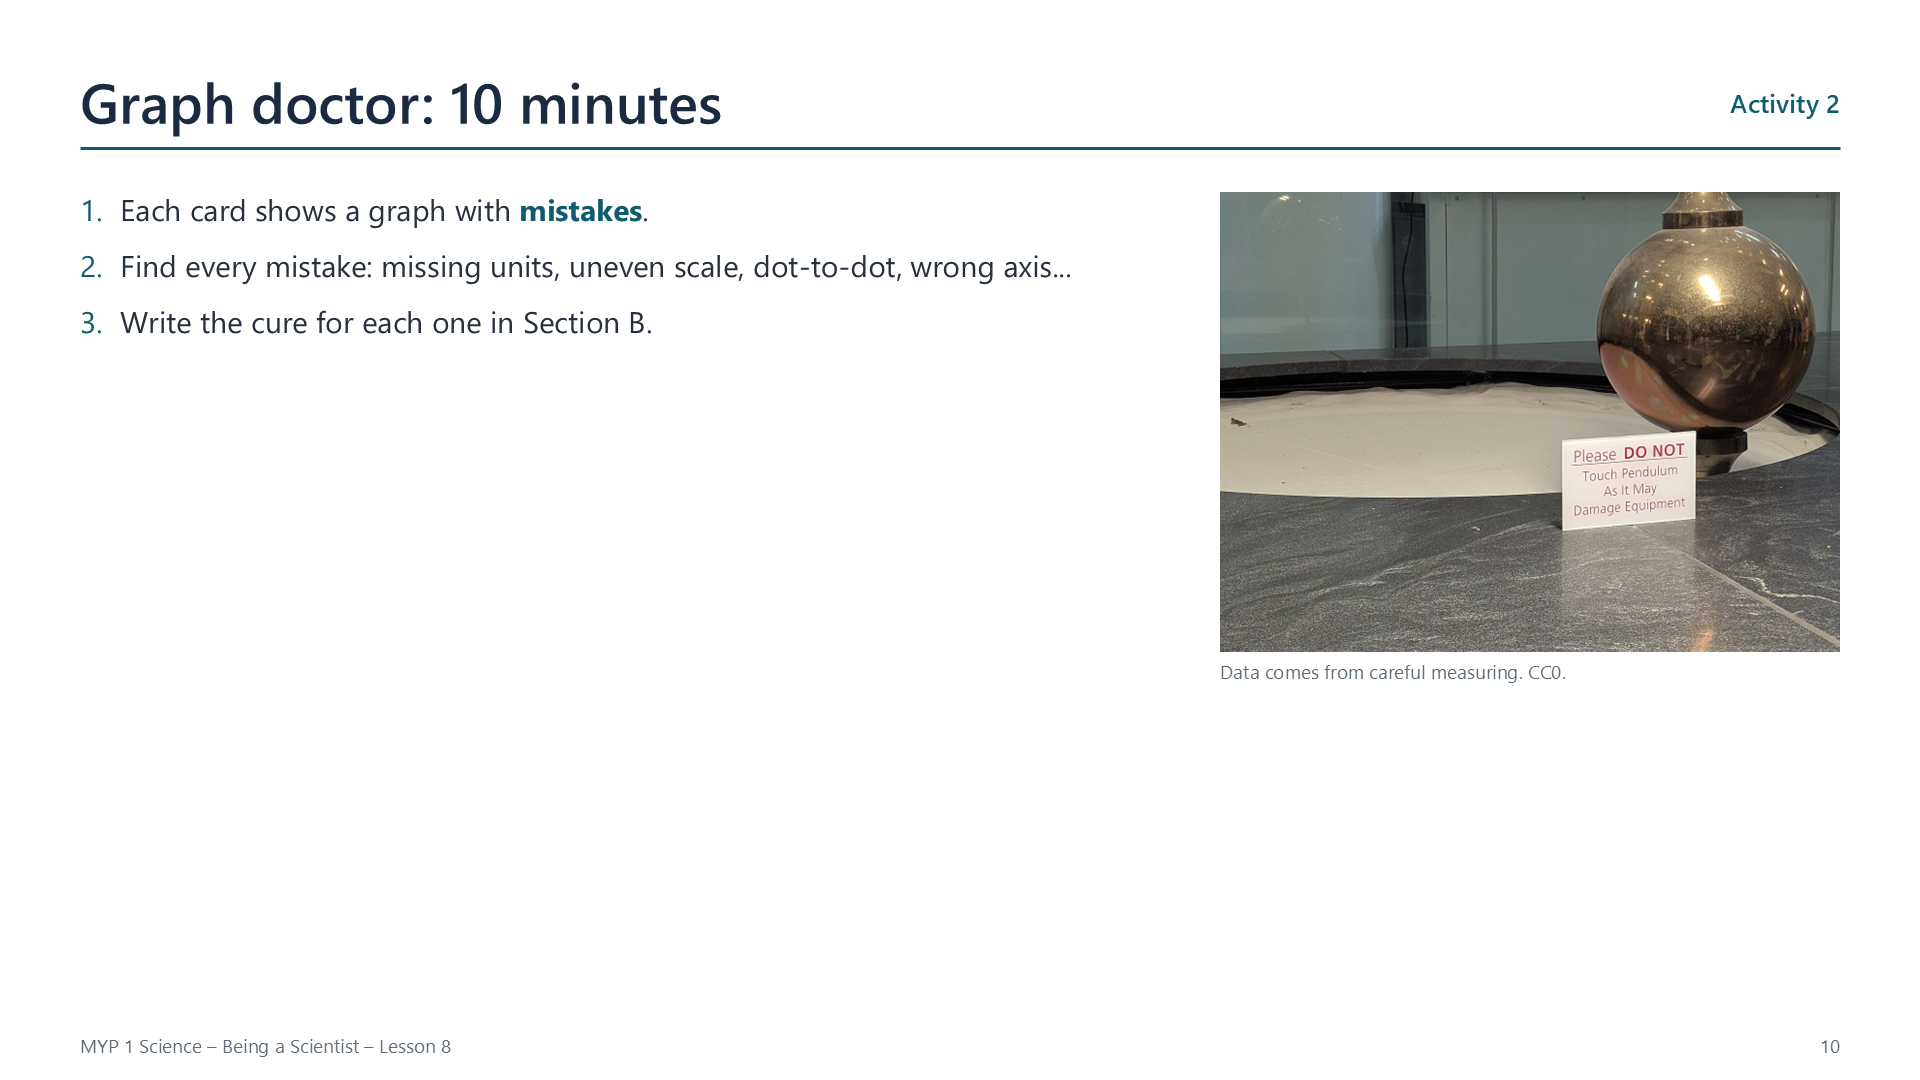 Graph doctor: 10 minutes
Activity 2
1. Each card shows a graph with mistakes.
2. Find every mistake: missing units, uneven scale, dot-to-dot, wrong axis...
3. Write the cure for each one in Section B.
Please DO NOT
Touch Pendulum
As It May
Damage Equipment
Data comes from careful measuring. CC0.
MYP 1 Science – Being a Scientist – Lesson 8
10